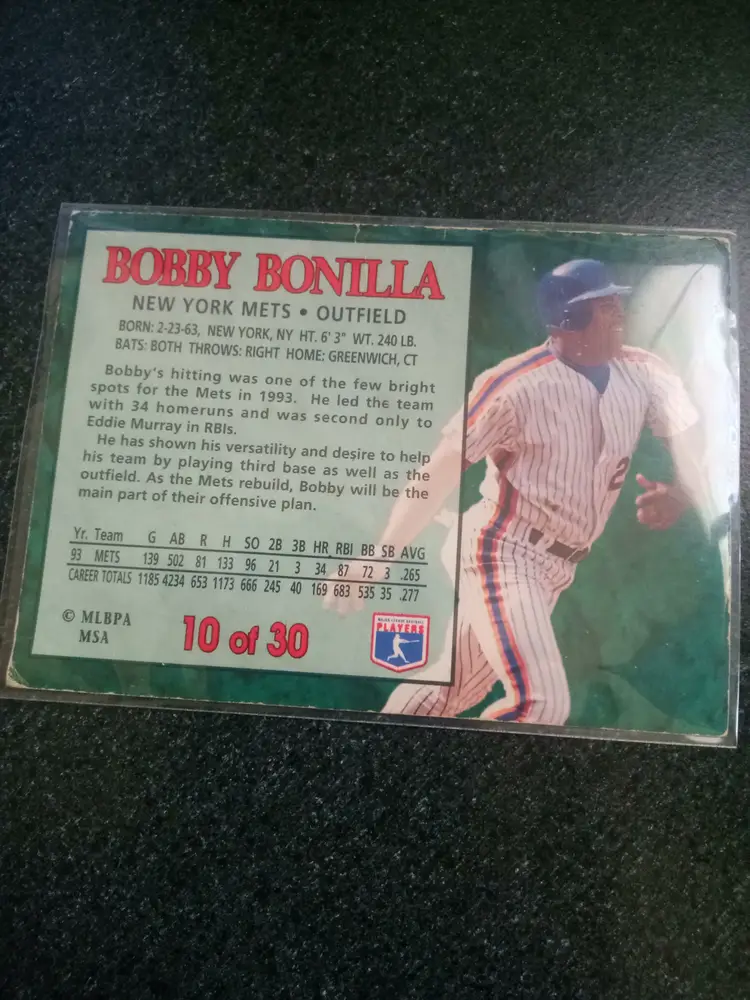 BOBBY BONILLA
NEW YORK METS • OUTFIELD
BORN: 2-23-63, NEW YORK, NY HT. 6' 3" WT. 240 LB.
BATS: BOTH THROWS: RIGHT HOME: GREENWICH, CT
Bobby's hitting was one of the few bright
spots for the Mets in 1993. He led the team
with 34 homeruns and was second only to
Eddie Murray in RBIs.
He has shown his versatility and desire to help
his team by playing third base as well as the
outfield. As the Mets rebuild, Bobby will be the
main part of their offensive plan.
Yr. Team G AB R H SO 2B 3B HR RBI BB SB AVG
93 METS 139 502 81 133 96 21 3 34 87 72 3 .265
CAREER TOTALS 1185 4234 653 1173 666 245 40 169 683 535 35 .277
© MLBPA
MSA
10 of 30
MAJOR LEAGUE BASEBALL
PLAYERS
2